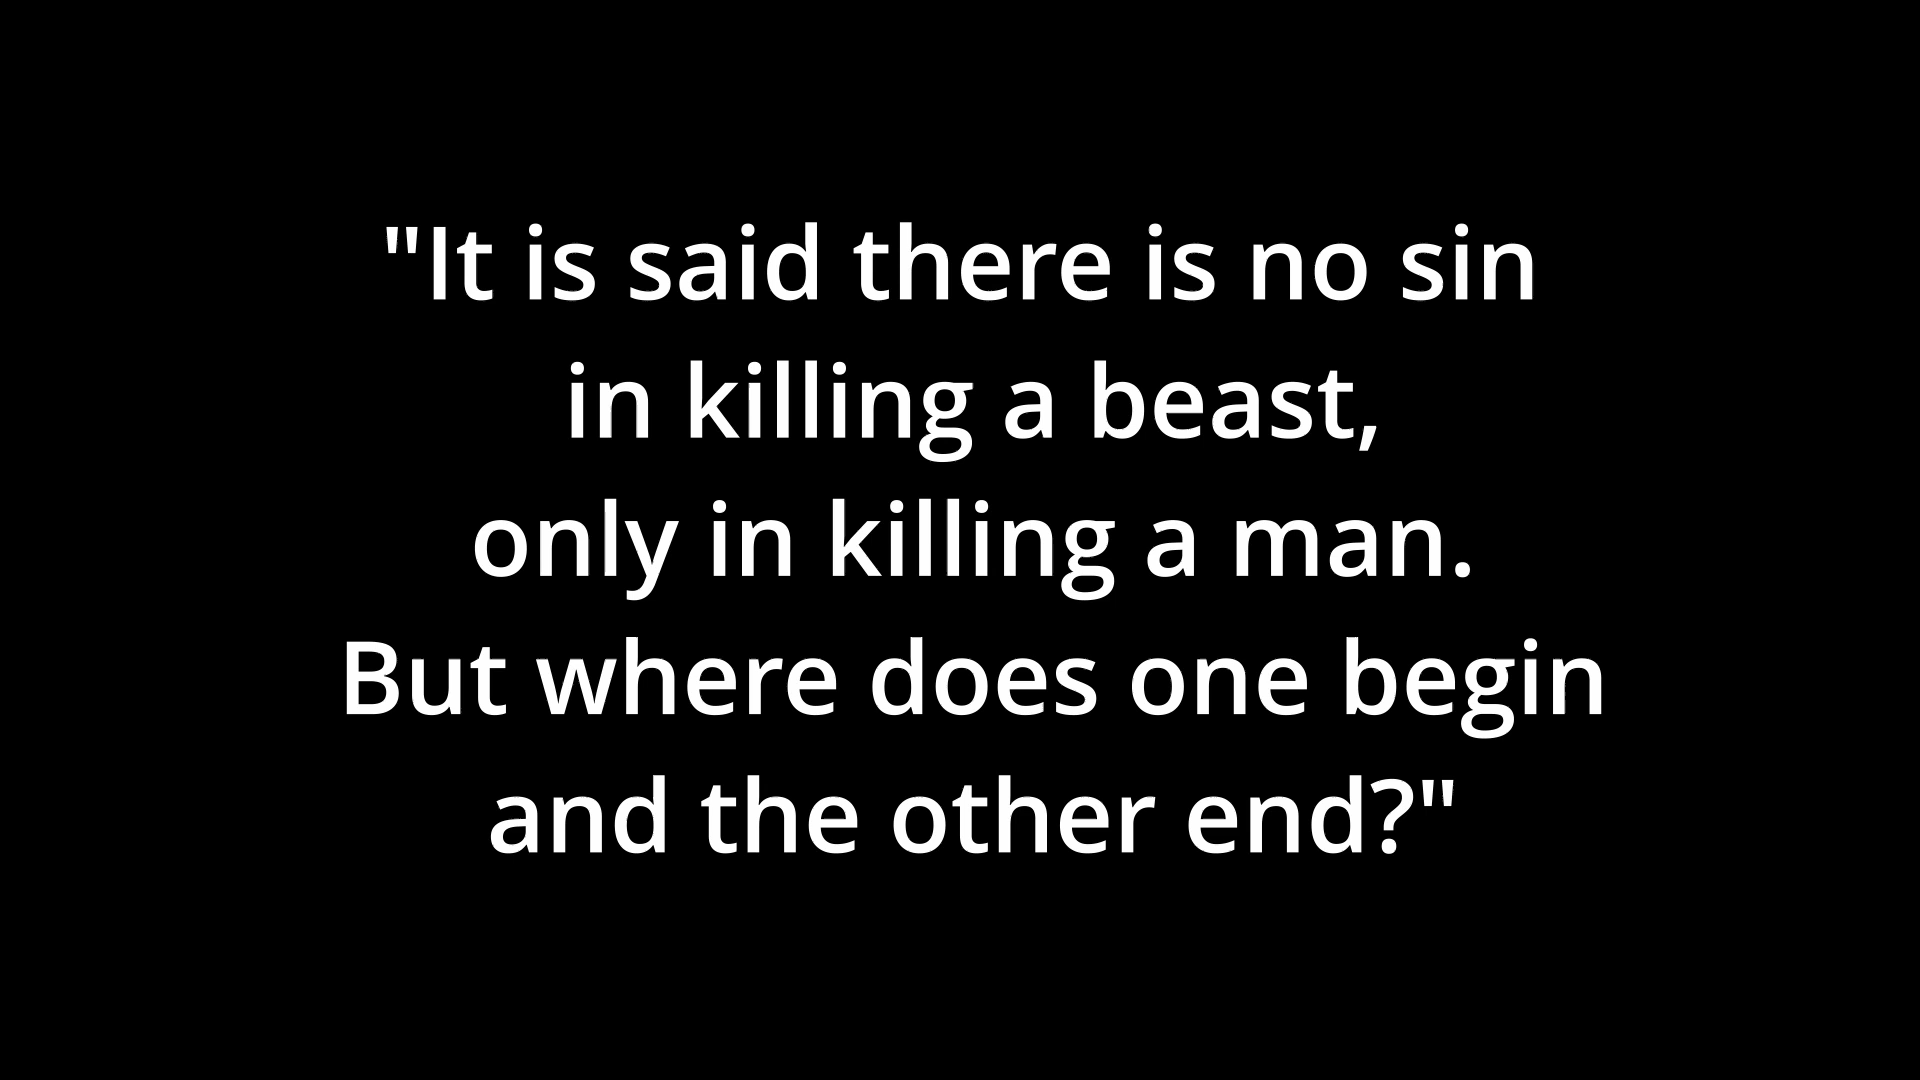 "It is said there is no sin
in killing a beast,
only in killing a man.
But where does one begin
and the other end?"